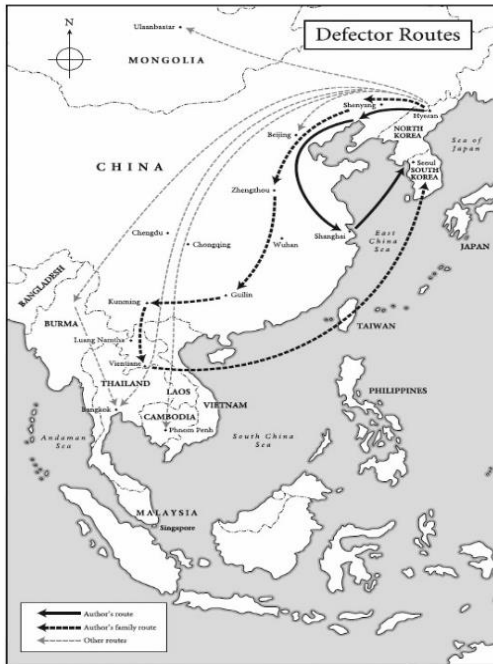 Defector Routes
N
Ulaanbaatar
MONGOLIA
Shenyang
Hyesan
NORTH
KOREA
Sea of
Japan
Beijing
Seoul
SOUTH
KOREA
CHINA
Zhengzhou
JAPAN
East
China
Sea
Chengdu
Chongqing
Wuhan
Shanghai
BANGLADESH
Guilin
Kunming
BURMA
TAIWAN
Luang Namtha
Vientiane
THAILAND
LAOS
VIETNAM
PHILIPPINES
Bangkok
CAMBODIA
Phnom Penh
Andaman
Sea
South China
Sea
MALAYSIA
Singapore
Author's route
Author's family route
Other routes